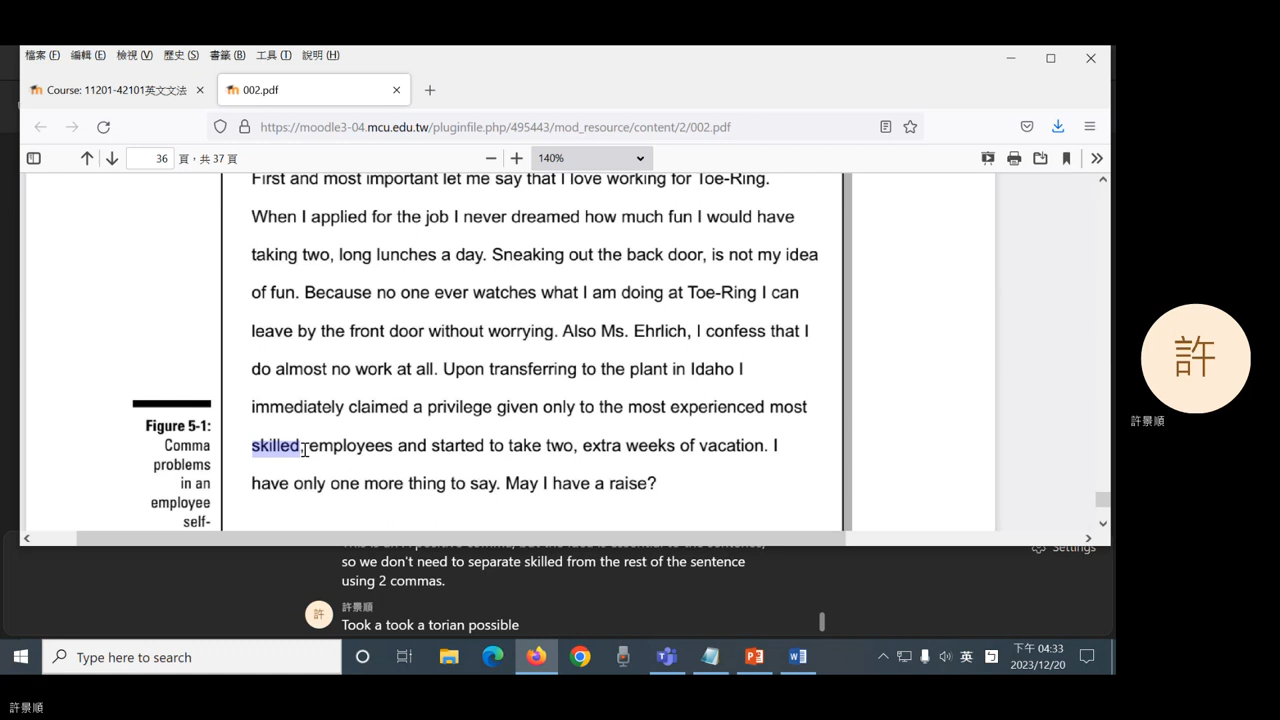 檔案(F) 編輯(E) 檢視(V) 歷史(S) 書籤(B) 工具(T) 說明(H)
Course: 11201-42101英文文法
002.pdf
https://moodle3-04.mcu.edu.tw/pluginfile.php/495443/mod_resource/content/2/002.pdf
36 頁,共 37 頁
140%
First and most important let me say that I love working for Toe-Ring.
When I applied for the job I never dreamed how much fun I would have
taking two, long lunches a day. Sneaking out the back door, is not my idea
of fun. Because no one ever watches what I am doing at Toe-Ring I can
leave by the front door without worrying. Also Ms. Ehrlich, I confess that I
do almost no work at all. Upon transferring to the plant in Idaho I
immediately claimed a privilege given only to the most experienced most
skilled, employees and started to take two, extra weeks of vacation. I
have only one more thing to say. May I have a raise?
Figure 5-1:
Comma
problems
in an
employee
self-
so we don't need to separate skilled from the rest of the sentence
using 2 commas.
Settings
許
許景順
Took a took a torian possible
許
許景順
Type here to search
英
下午 04:33
2023/12/20
許景順